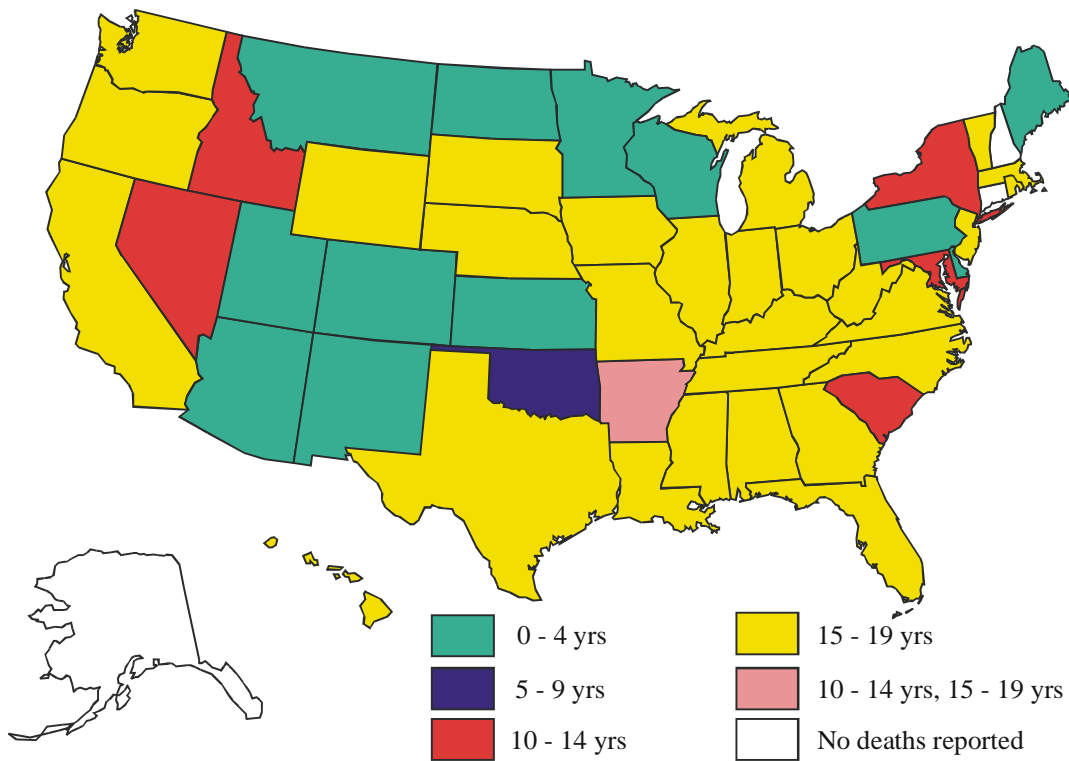 0 - 4 yrs
5 - 9 yrs
10 - 14 yrs
15 - 19 yrs
10 - 14 yrs, 15 - 19 yrs
No deaths reported